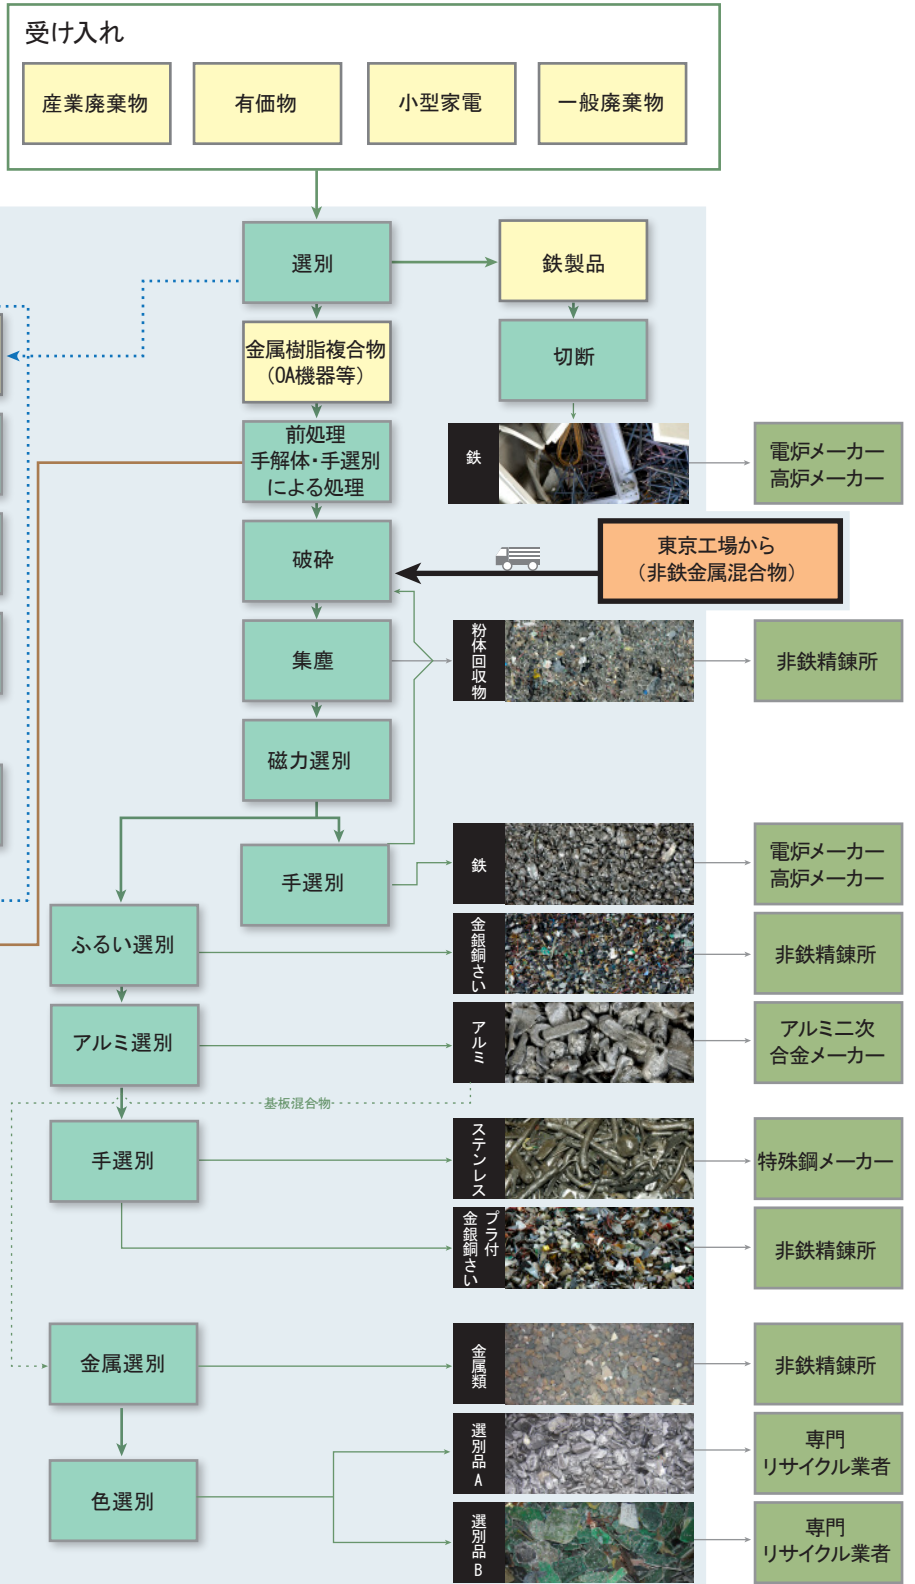 受け入れ
産業廃棄物
有価物
小型家電
一般廃棄物
選別
鉄製品
金属樹脂複合物
（OA機器等）
切断
前処理
手解体・手選別
による処理
鉄
電炉メーカー
高炉メーカー
破砕
東京工場から
（非鉄金属混合物）
集塵
粉体回収物
非鉄精錬所
磁力選別
手選別
鉄
電炉メーカー
高炉メーカー
ふるい選別
金銀銅さい
非鉄精錬所
アルミ選別
アルミ
アルミ二次
合金メーカー
基板混合物
手選別
ステンレス
特殊鋼メーカー
プラ付
金銀銅さい
非鉄精錬所
金属選別
金属類
非鉄精錬所
選別品A
専門
リサイクル業者
色選別
選別品B
専門
リサイクル業者